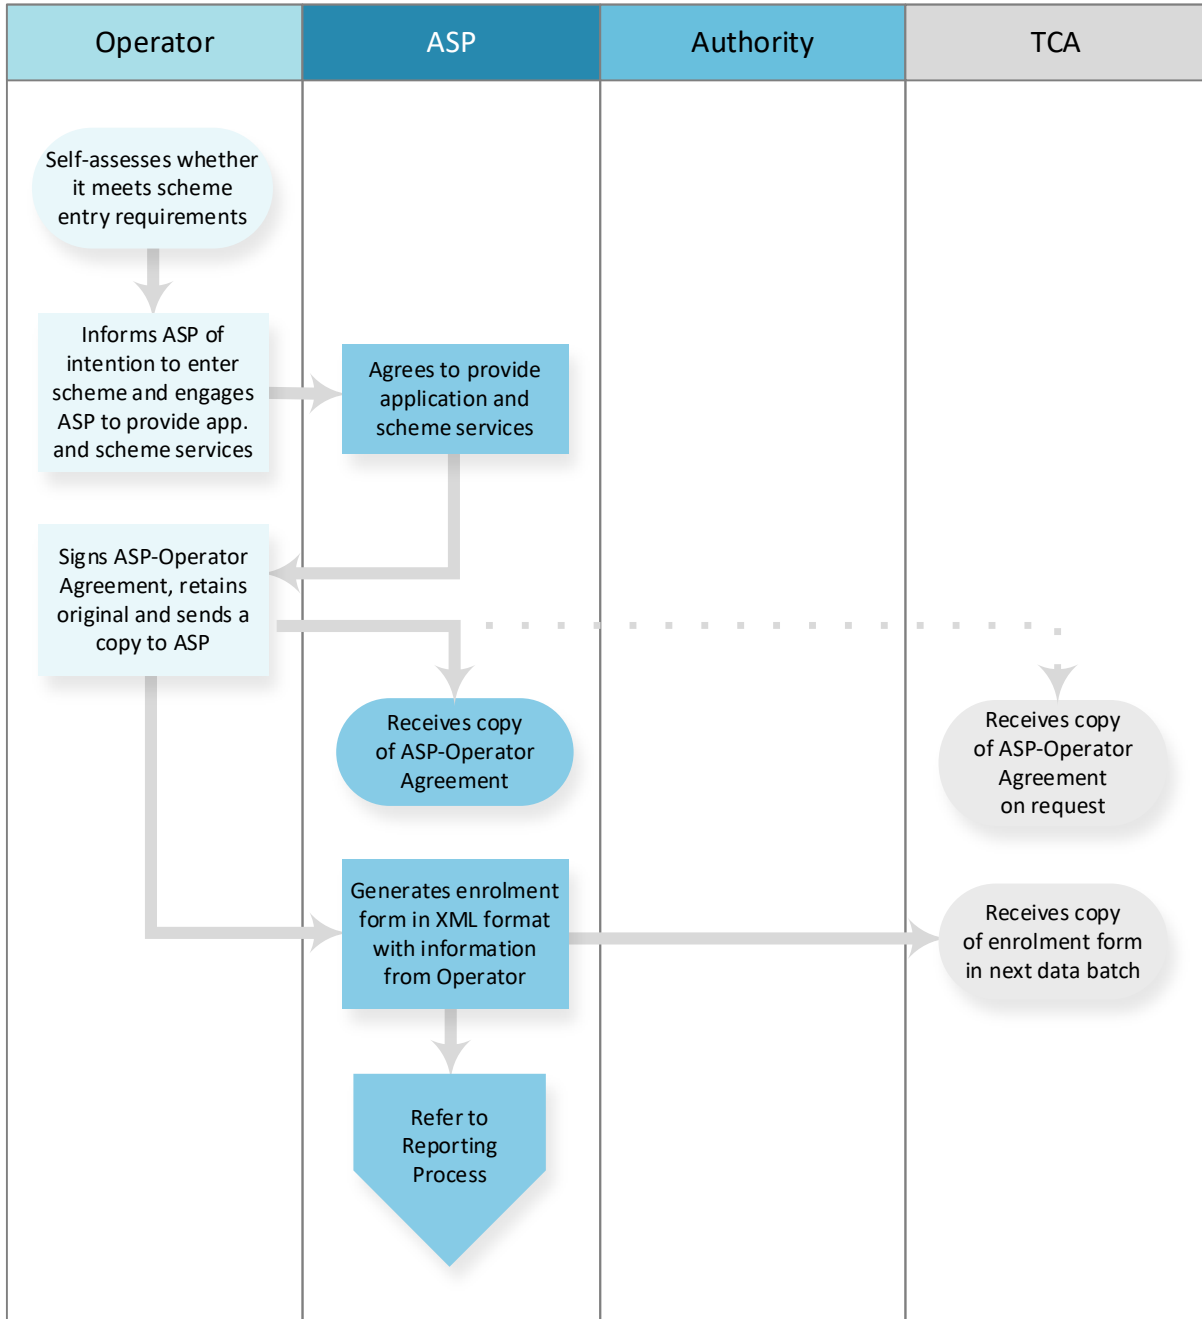 Operator
ASP
Authority
TCA
Self-assesses whether
it meets scheme
entry requirements
Informs ASP of
intention to enter
scheme and engages
ASP to provide app.
and scheme services
Agrees to provide
application and
scheme services
Signs ASP-Operator
Agreement, retains
original and sends a
copy to ASP
Receives copy
of ASP-Operator
Agreement
Receives copy
of ASP-Operator
Agreement
on request
Generates enrolment
form in XML format
with information
from Operator
Receives copy
of enrolment form
in next data batch
Refer to
Reporting
Process